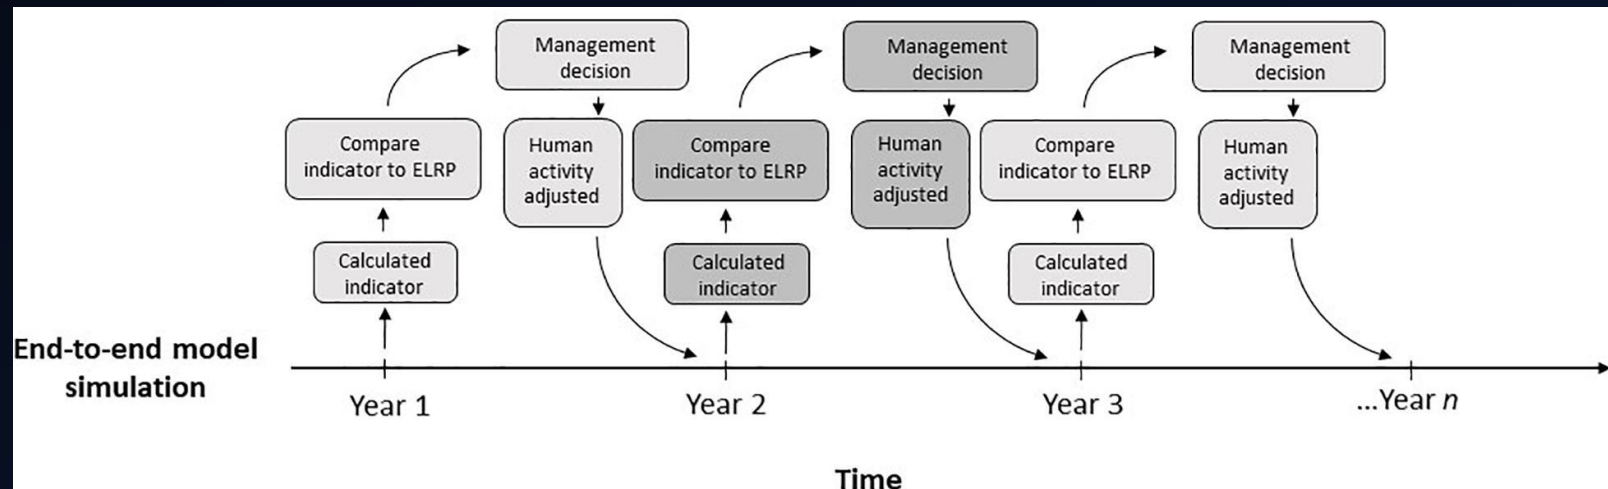 Management
decision
Management
decision
Management
decision
Compare
indicator to ELRP
Human
activity
adjusted
Compare
indicator to ELRP
Human
activity
adjusted
Compare
indicator to ELRP
Human
activity
adjusted
Calculated
indicator
Calculated
indicator
Calculated
indicator
End-to-end model
simulation
Year 1
Year 2
Year 3
...Year n
Time